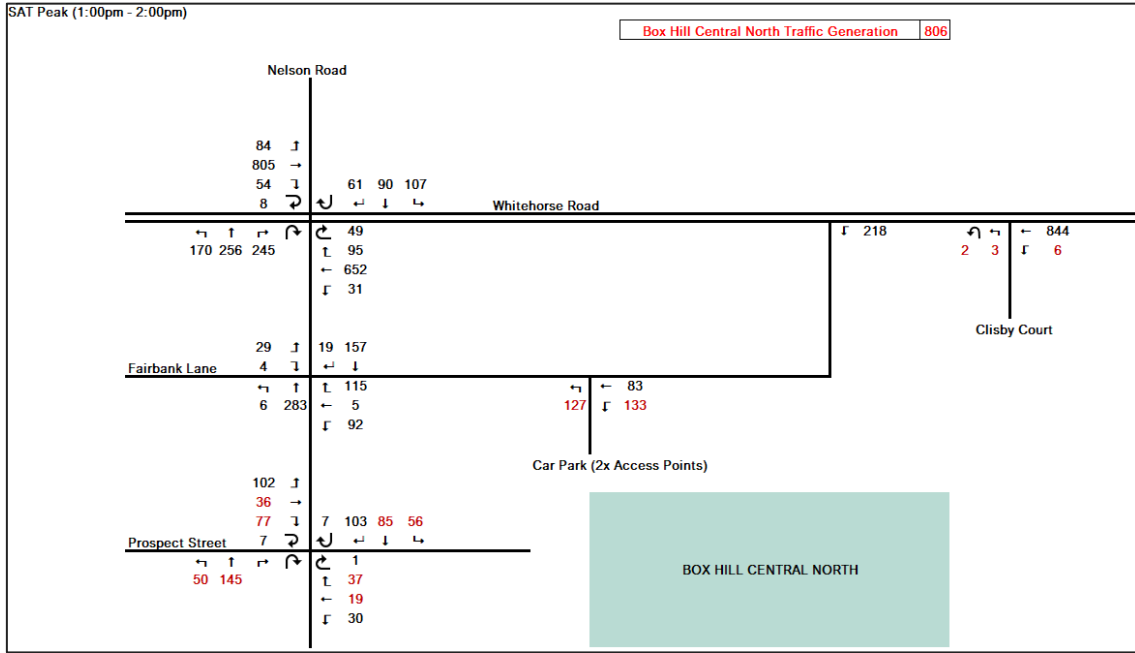 SAT Peak (1:00pm - 2:00pm)
Box Hill Central North Traffic Generation 806
Nelson Road
84
805
54 61 90 107
8 Whitehorse Road
49 218 844
170 256 245 95 2 3 6
652
31
Clisby Court
29 19 157
Fairbank Lane 4
115 83
6 283 5 127 133
92
Car Park (2x Access Points)
102
36
77 7 103 85 56
Prospect Street 7
1
50 145 37
19
30
BOX HILL CENTRAL NORTH